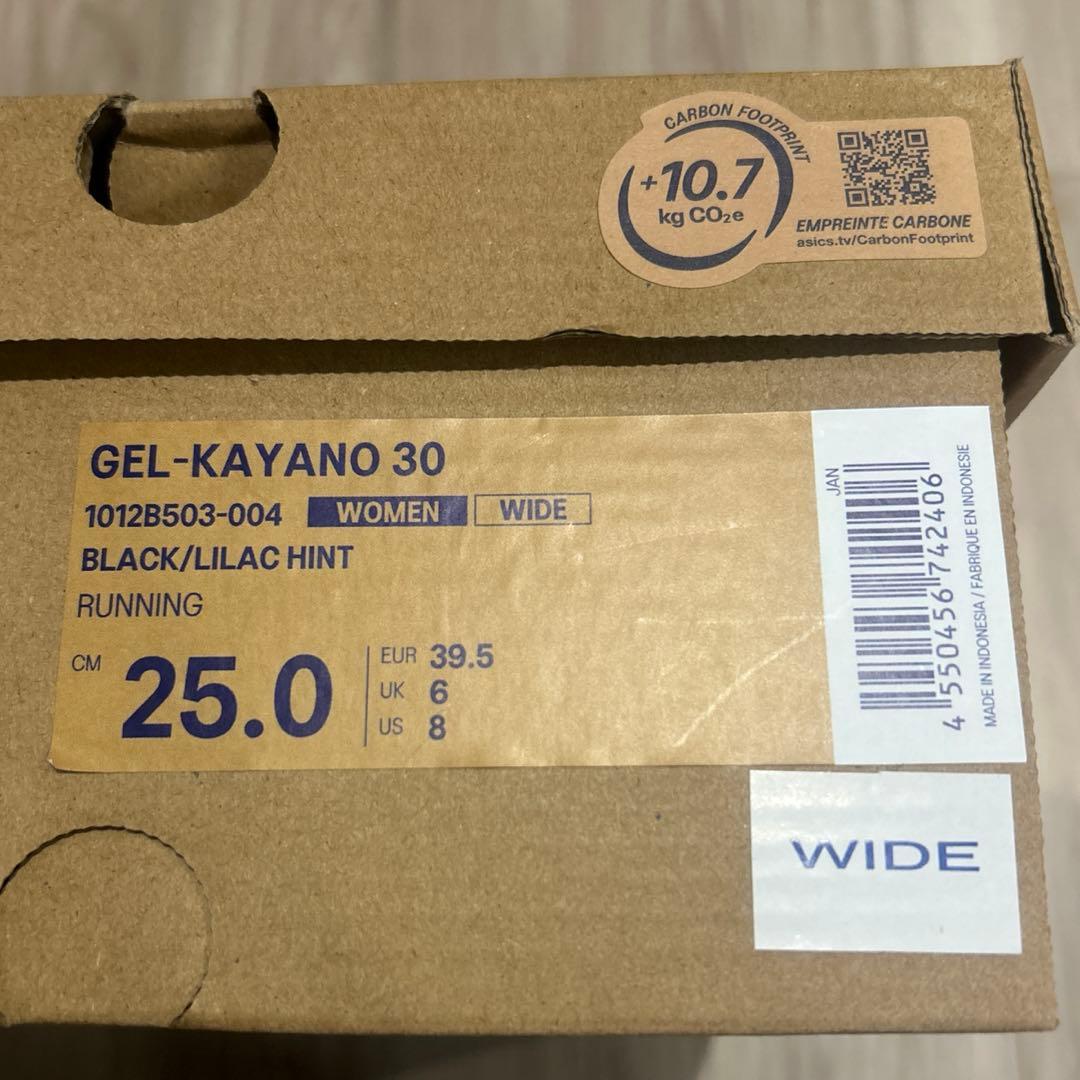 CARBON FOOTPRINT
+10.7
kg CO₂e
EMPREINTE CARBONE
asics.tv/CarbonFootprint
GEL-KAYANO 30
1012B503-004 WOMEN WIDE
BLACK/LILAC HINT
RUNNING
CM 25.0
EUR 39.5
UK 6
US 8
JAN
4 550456 742406
MADE IN INDONESIA / FABRIQUE EN INDONESIE
WIDE